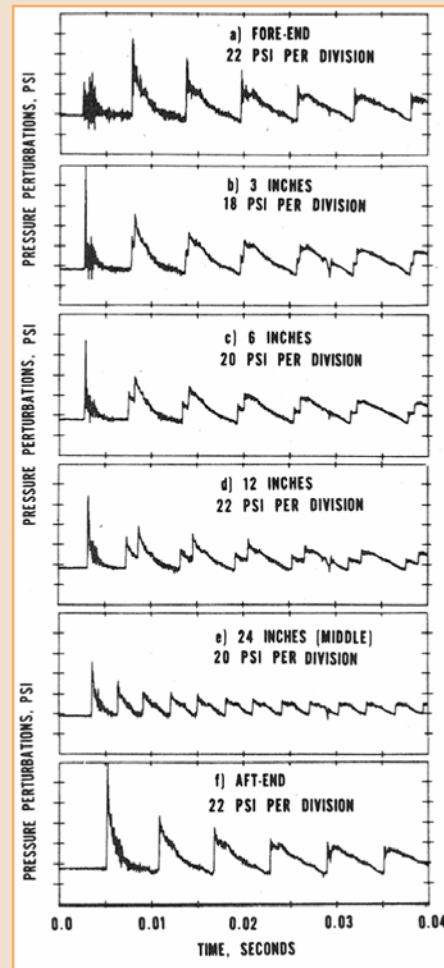 a) FORE-END
22 PSI PER DIVISION
PRESSURE PERTURBATIONS, PSI
b) 3 INCHES
18 PSI PER DIVISION
c) 6 INCHES
20 PSI PER DIVISION
PRESSURE PERTURBATIONS, PSI
d) 12 INCHES
22 PSI PER DIVISION
e) 24 INCHES (MIDDLE)
20 PSI PER DIVISION
PRESSURE PERTURBATIONS, PSI
f) AFT-END
22 PSI PER DIVISION
0.0 0.01 0.02 0.03 0.04
TIME, SECONDS